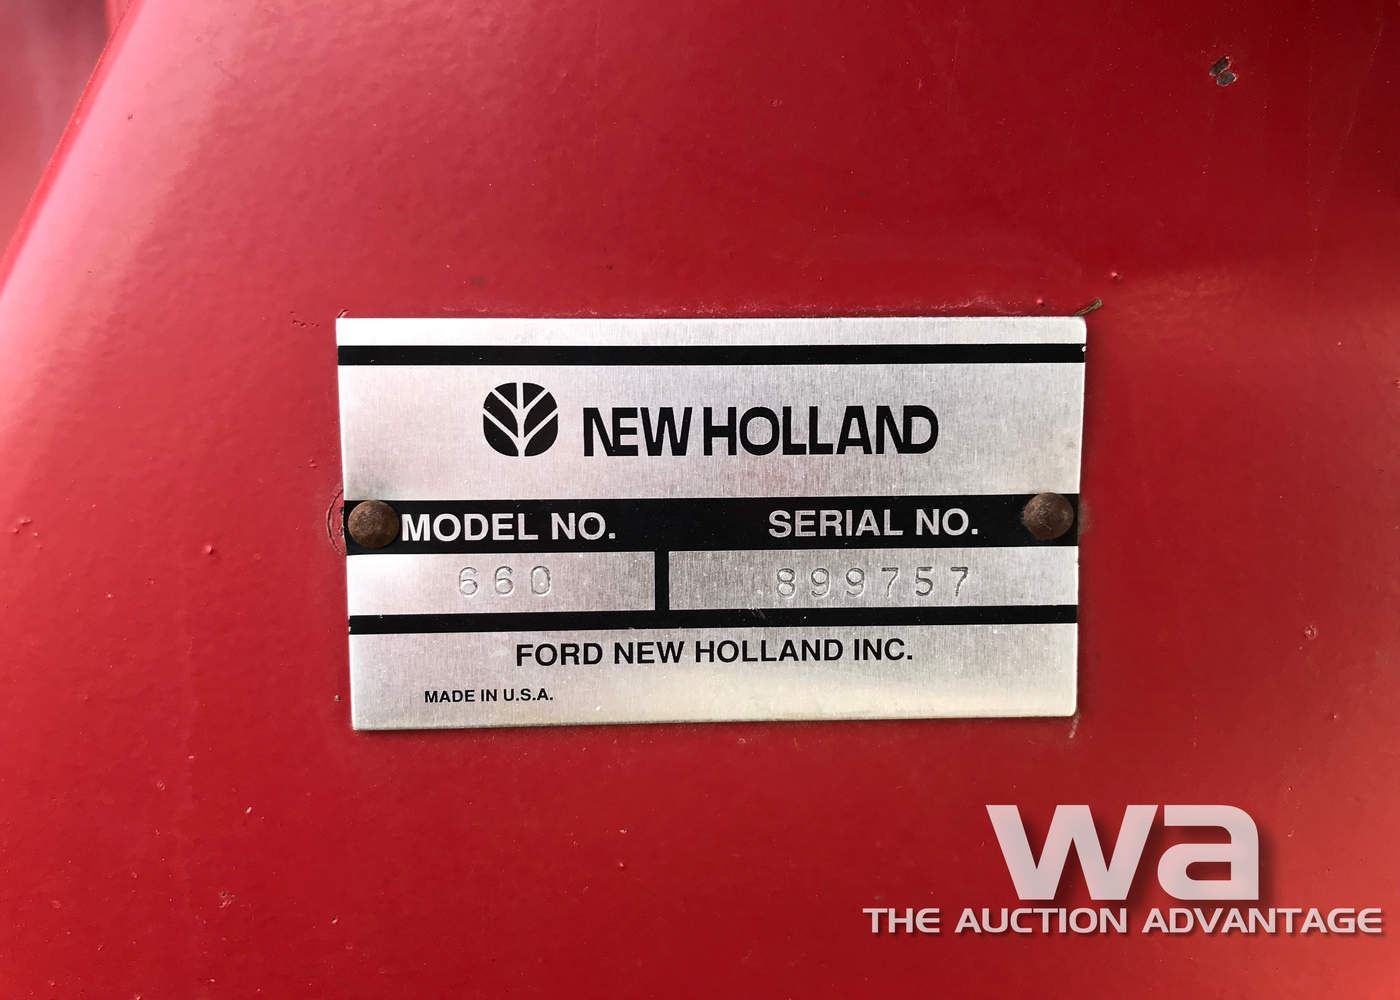 NEW HOLLAND
MODEL NO. SERIAL NO.
660 899757
FORD NEW HOLLAND INC.
MADE IN U.S.A.
wa
THE AUCTION ADVANTAGE